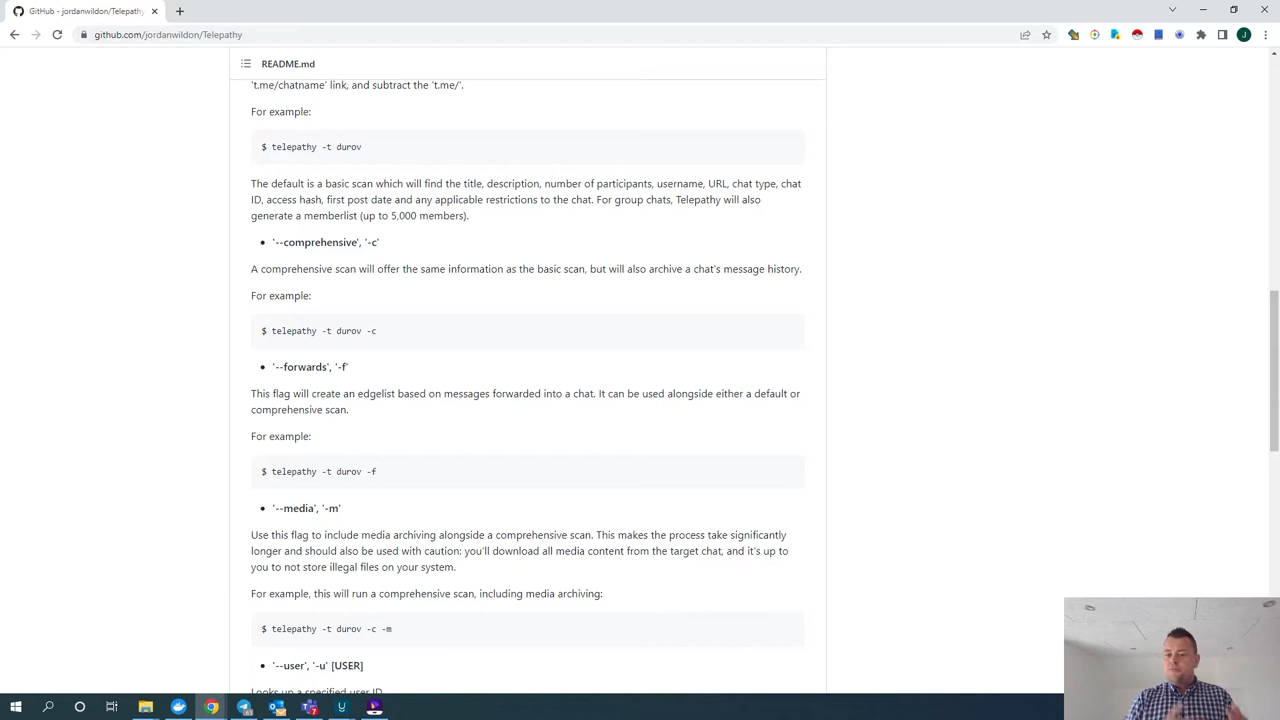 GitHub - jordanwildon/Telepathy
github.com/jordanwildon/Telepathy
J
README.md
't.me/chatname' link, and subtract the 't.me/'.
For example:
$ telepathy -t durov
The default is a basic scan which will find the title, description, number of participants, username, URL, chat type, chat
ID, access hash, first post date and any applicable restrictions to the chat. For group chats, Telepathy will also
generate a memberlist (up to 5,000 members).
• '--comprehensive', '-c'
A comprehensive scan will offer the same information as the basic scan, but will also archive a chat's message history.
For example:
$ telepathy -t durov -c
• '--forwards', '-f'
This flag will create an edgelist based on messages forwarded into a chat. It can be used alongside either a default or
comprehensive scan.
For example:
$ telepathy -t durov -f
• '--media', '-m'
Use this flag to include media archiving alongside a comprehensive scan. This makes the process take significantly
longer and should also be used with caution: you'll download all media content from the target chat, and it's up to
you to not store illegal files on your system.
For example, this will run a comprehensive scan, including media archiving:
$ telepathy -t durov -c -m
• '--user', '-u' [USER]
Looks up a specified user ID